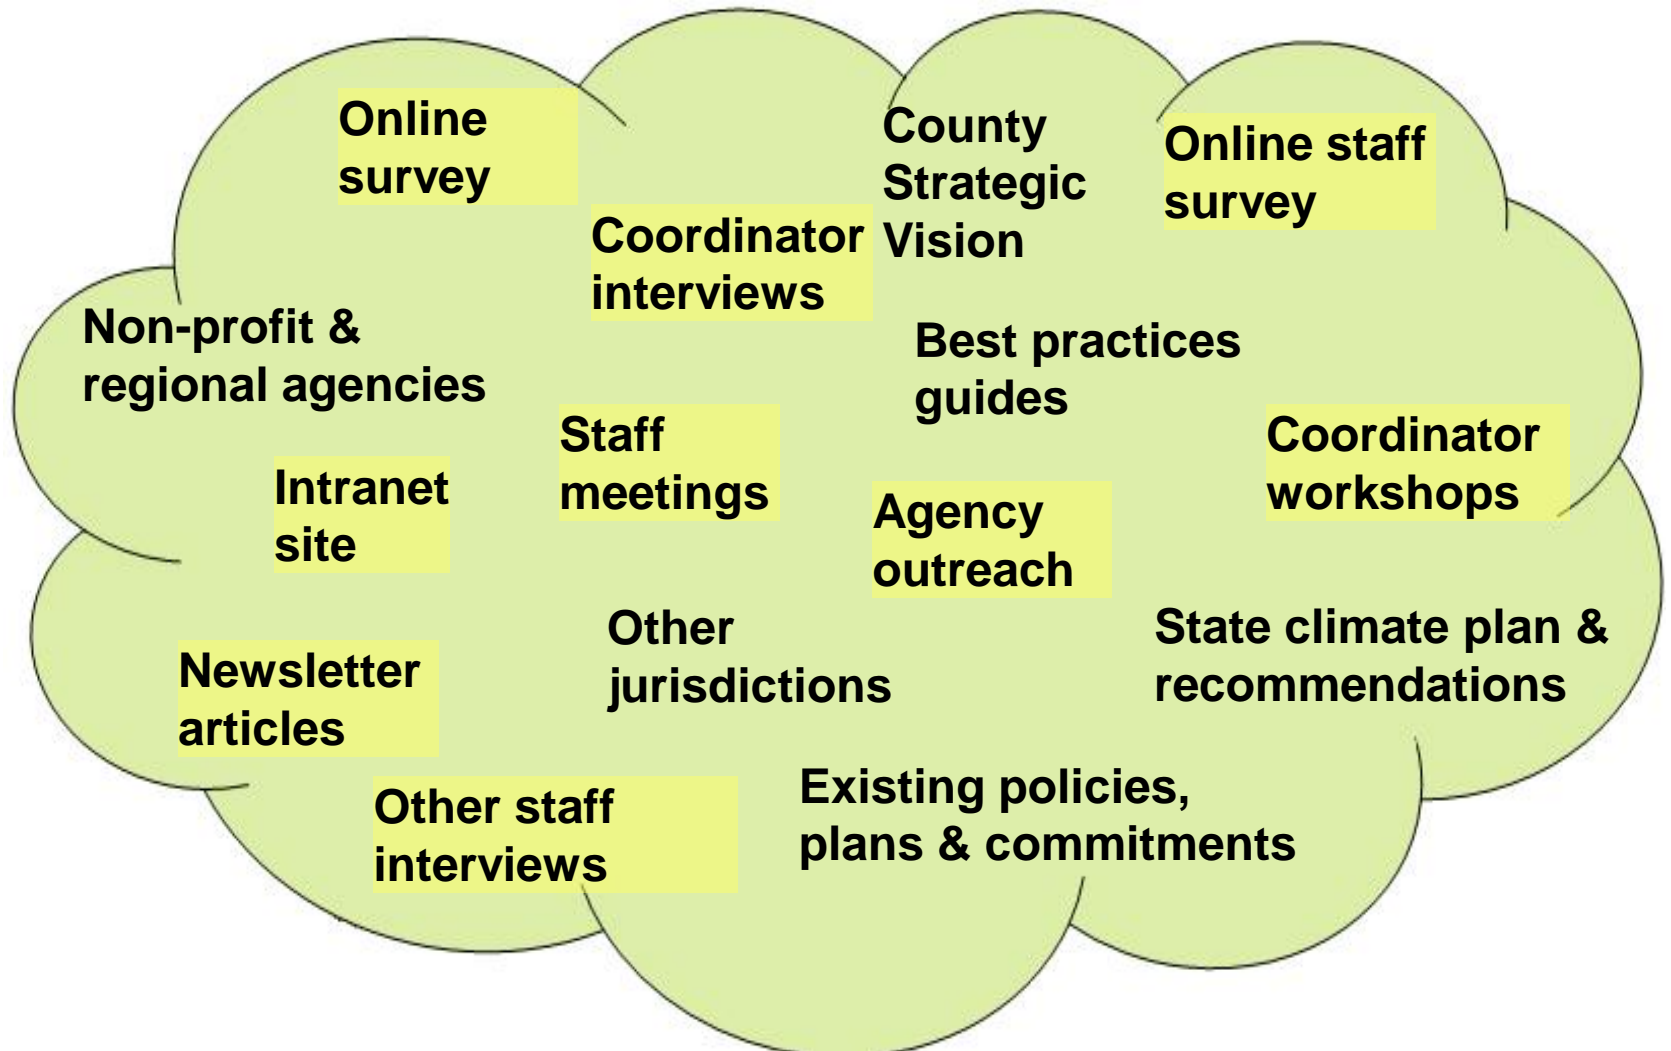 Online
survey
County
Strategic
Vision
Online staff
survey
Coordinator
interviews
Non-profit &
regional agencies
Best practices
guides
Staff
meetings
Coordinator
workshops
Intranet
site
Agency
outreach
Other
jurisdictions
State climate plan &
recommendations
Newsletter
articles
Other staff
interviews
Existing policies,
plans & commitments